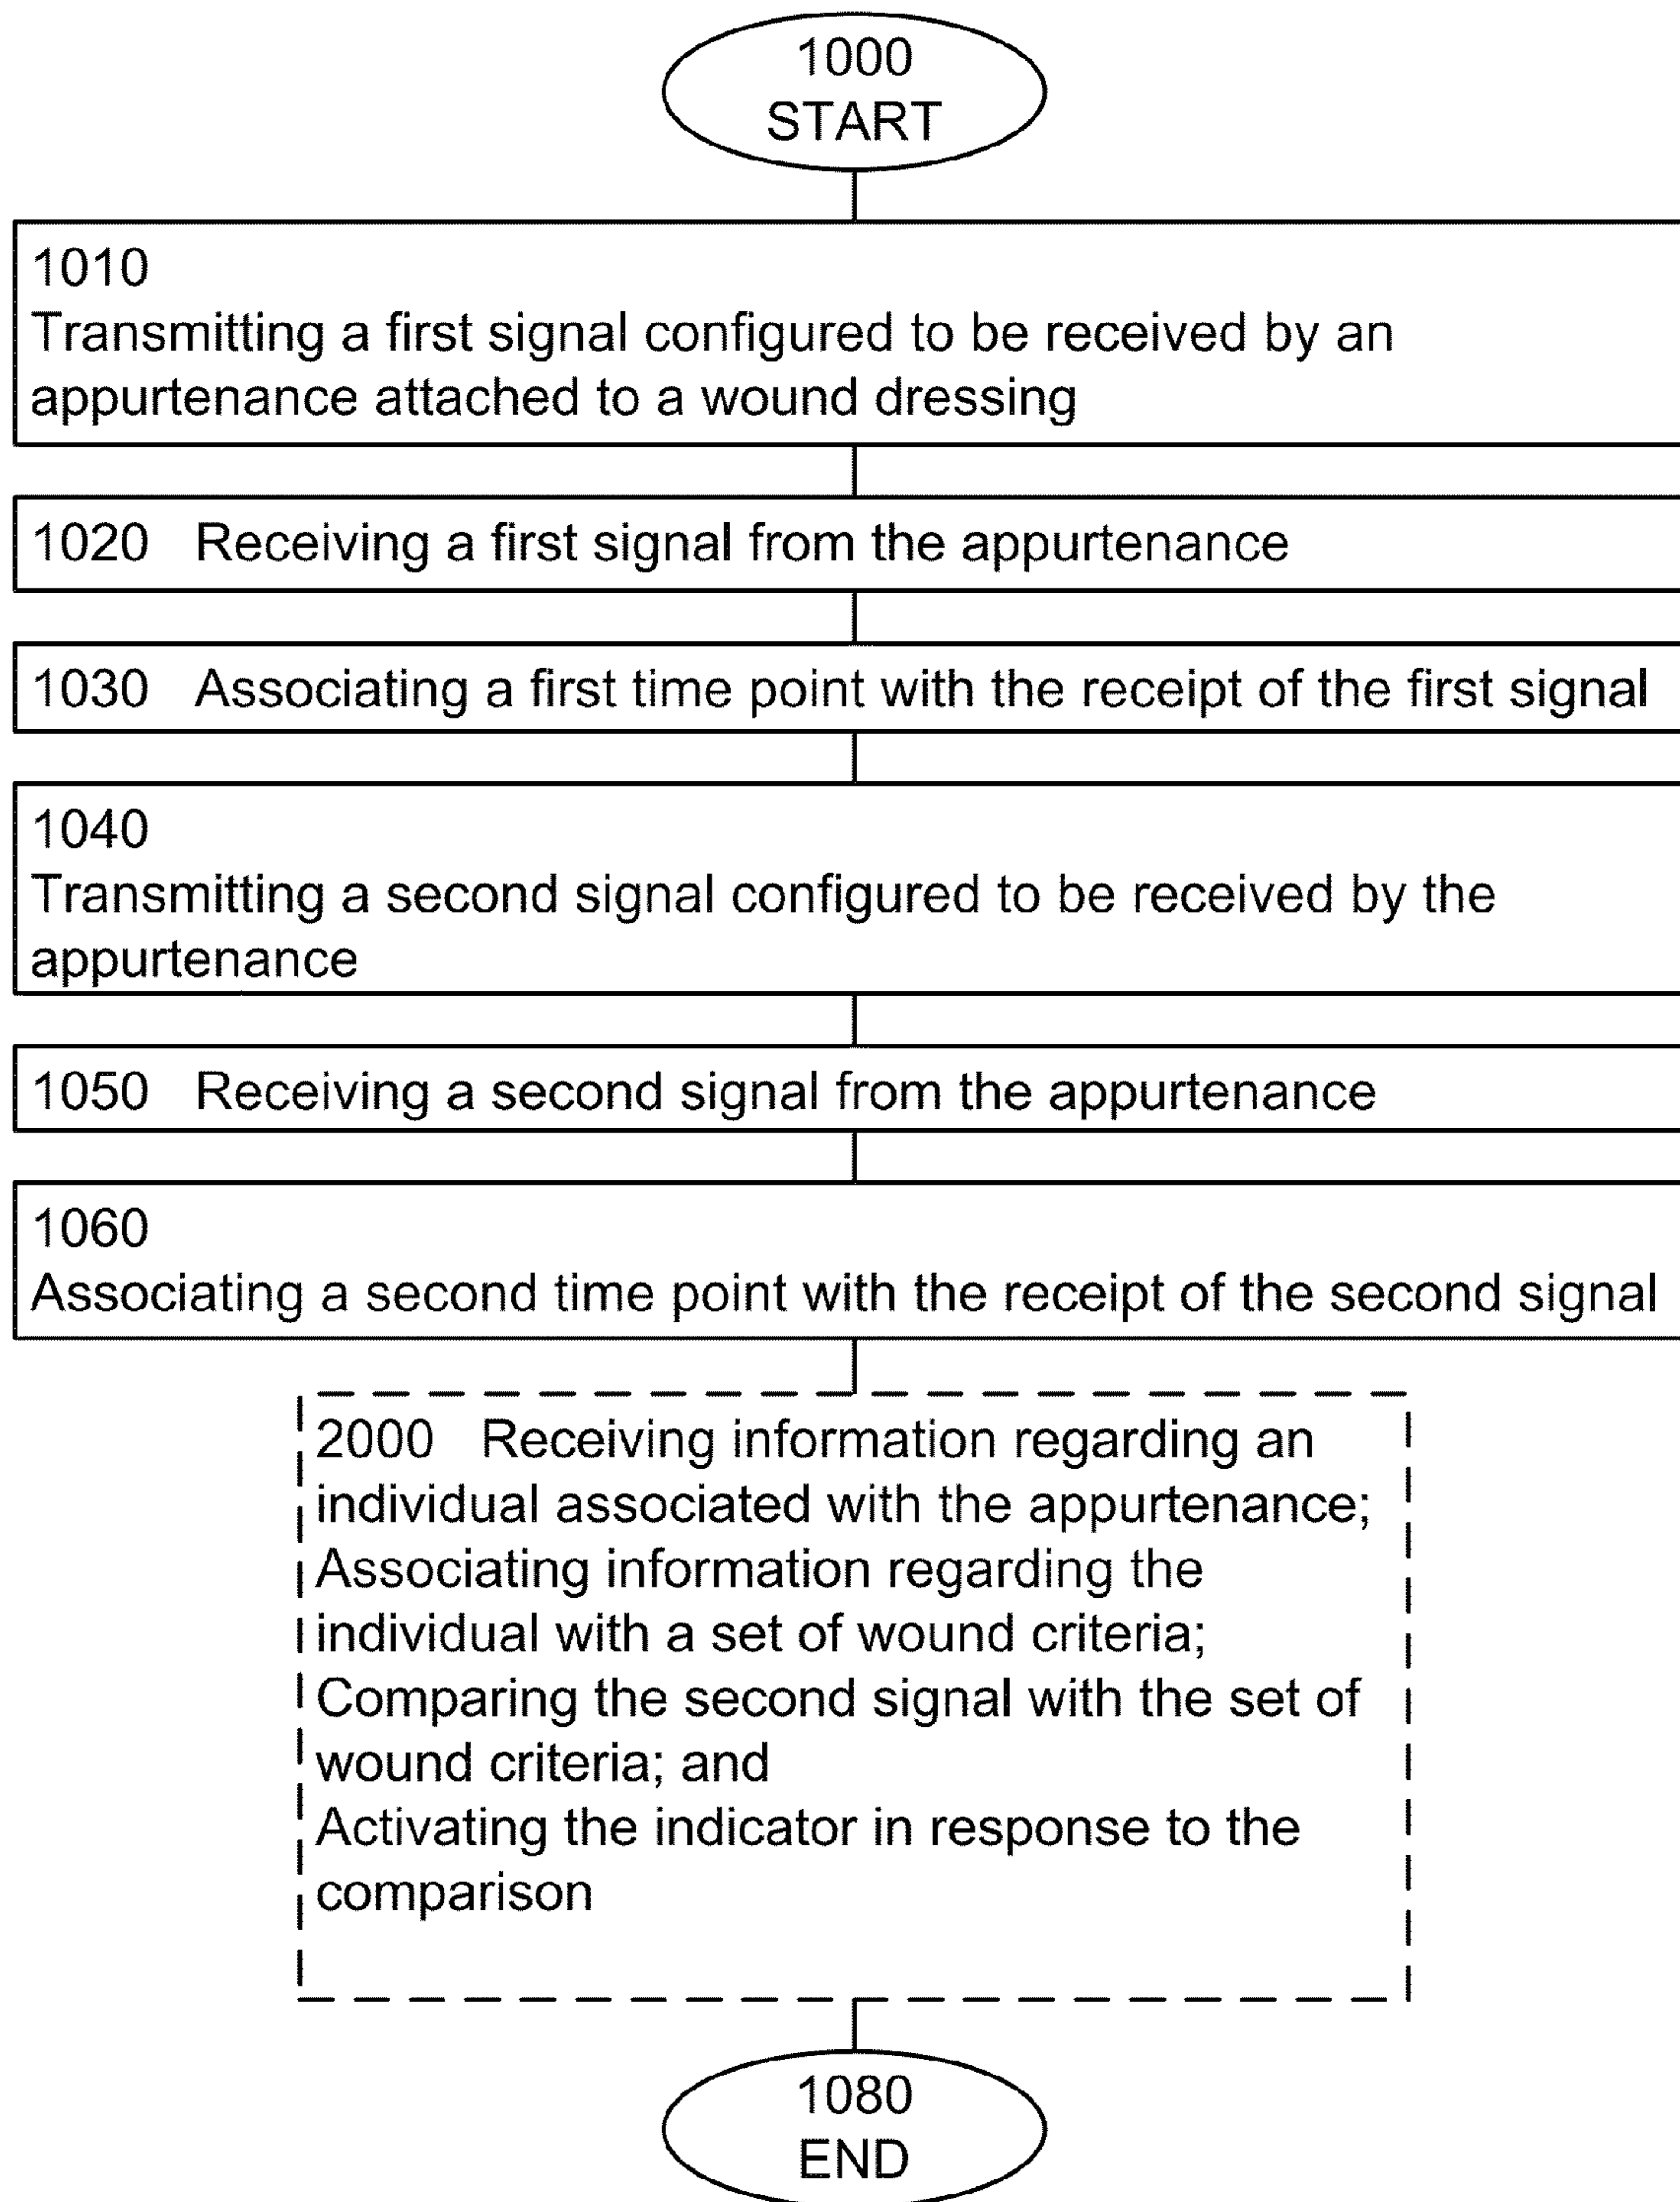 1000
START
1010
Transmitting a first signal configured to be received by an
appurtenance attached to a wound dressing
1020 Receiving a first signal from the appurtenance
1030 Associating a first time point with the receipt of the first signal
1040
Transmitting a second signal configured to be received by the
appurtenance
1050 Receiving a second signal from the appurtenance
1060
Associating a second time point with the receipt of the second signal
2000 Receiving information regarding an
individual associated with the appurtenance;
Associating information regarding the
individual with a set of wound criteria;
Comparing the second signal with the set of
wound criteria; and
Activating the indicator in response to the
comparison
1080
END